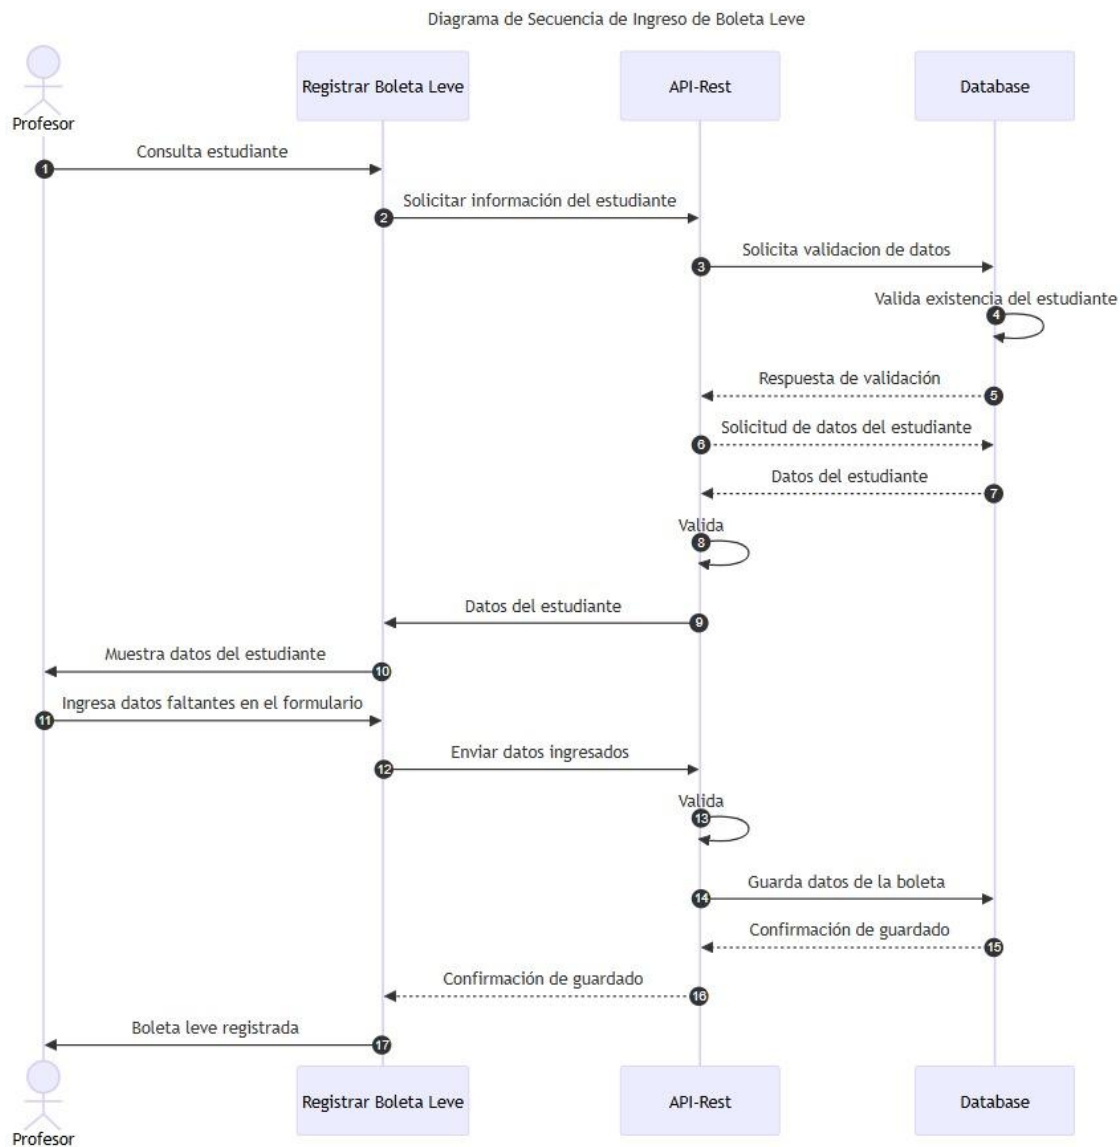 Diagrama de Secuencia de Ingreso de Boleta Leve
Profesor
Registrar Boleta Leve
API-Rest
Database
Consulta estudiante
1
Solicitar información del estudiante
2
Solicita validacion de datos
3
Valida existencia del estudiante
4
Respuesta de validación
5
Solicitud de datos del estudiante
6
Datos del estudiante
7
Valida
8
Datos del estudiante
9
Muestra datos del estudiante
10
Ingresa datos faltantes en el formulario
11
Enviar datos ingresados
12
Valida
13
Guarda datos de la boleta
14
Confirmación de guardado
15
Confirmación de guardado
16
Boleta leve registrada
17
Profesor
Registrar Boleta Leve
API-Rest
Database